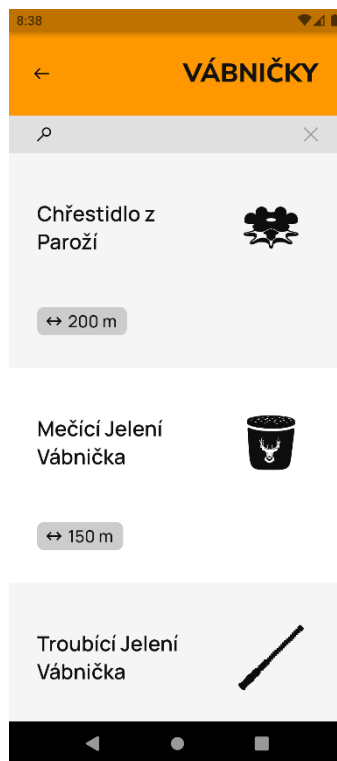 8:38
VÁBNIČKY
Chřestidlo z
Paroží
↔ 200 m
Mečící Jelení
Vábnička
↔ 150 m
Troubící Jelení
Vábnička